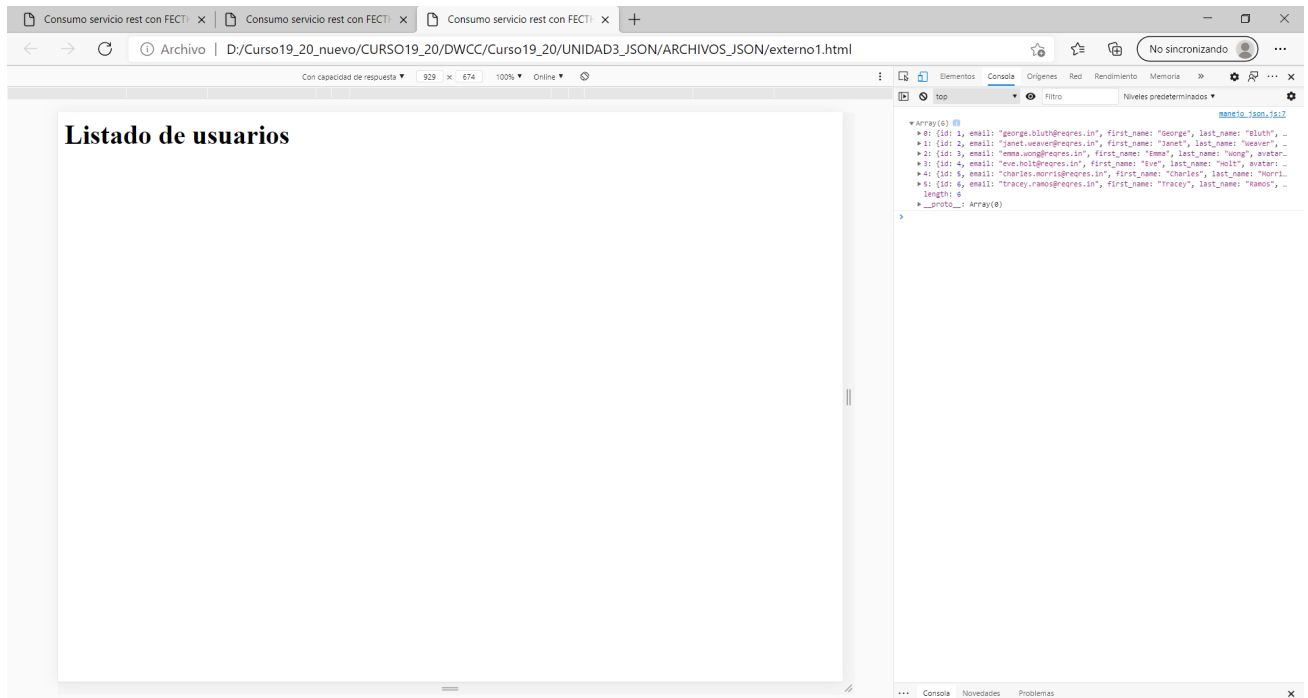 Consumo servicio rest con FECTH Consumo servicio rest con FECTH Consumo servicio rest con FECTH
Archivo | D:/Curso19_20_nuevo/CURSO19_20/DWCC/Curso19_20/UNIDAD3_JSON/ARCHIVOS_JSON/externo1.html No sincronizando
Con capacidad de respuesta 929 x 674 100% Online
Elementos Consola Orígenes Red Rendimiento Memoria
top Filtro Niveles predeterminados
Listado de usuarios
manejo_json.js:7
Array(6)
0: {id: 1, email: "george.bluth@reqres.in", first_name: "George", last_name: "Bluth", …
1: {id: 2, email: "janet.weaver@reqres.in", first_name: "Janet", last_name: "Weaver", …
2: {id: 3, email: "emma.wong@reqres.in", first_name: "Emma", last_name: "Wong", avatar…
3: {id: 4, email: "eve.holt@reqres.in", first_name: "Eve", last_name: "Holt", avatar: …
4: {id: 5, email: "charles.morris@reqres.in", first_name: "Charles", last_name: "Morri…
5: {id: 6, email: "tracey.ramos@reqres.in", first_name: "Tracey", last_name: "Ramos", …
length: 6
__proto__: Array(0)
Consola Novedades Problemas